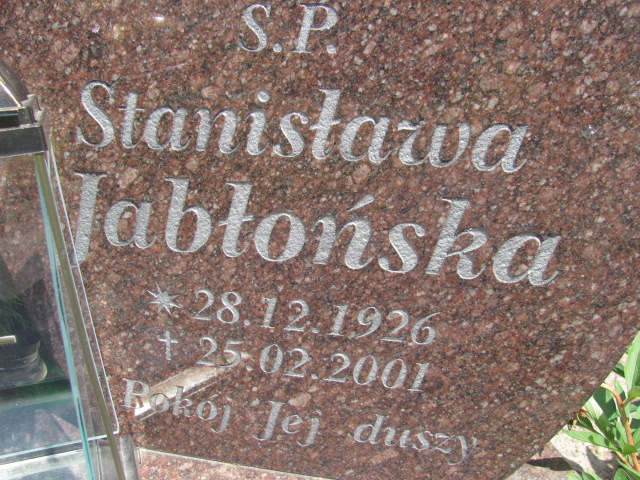 Ś.P.
Stanisława
Jabłońska
* 28.12.1926
† 25.02.2001
Pokój Jej duszy